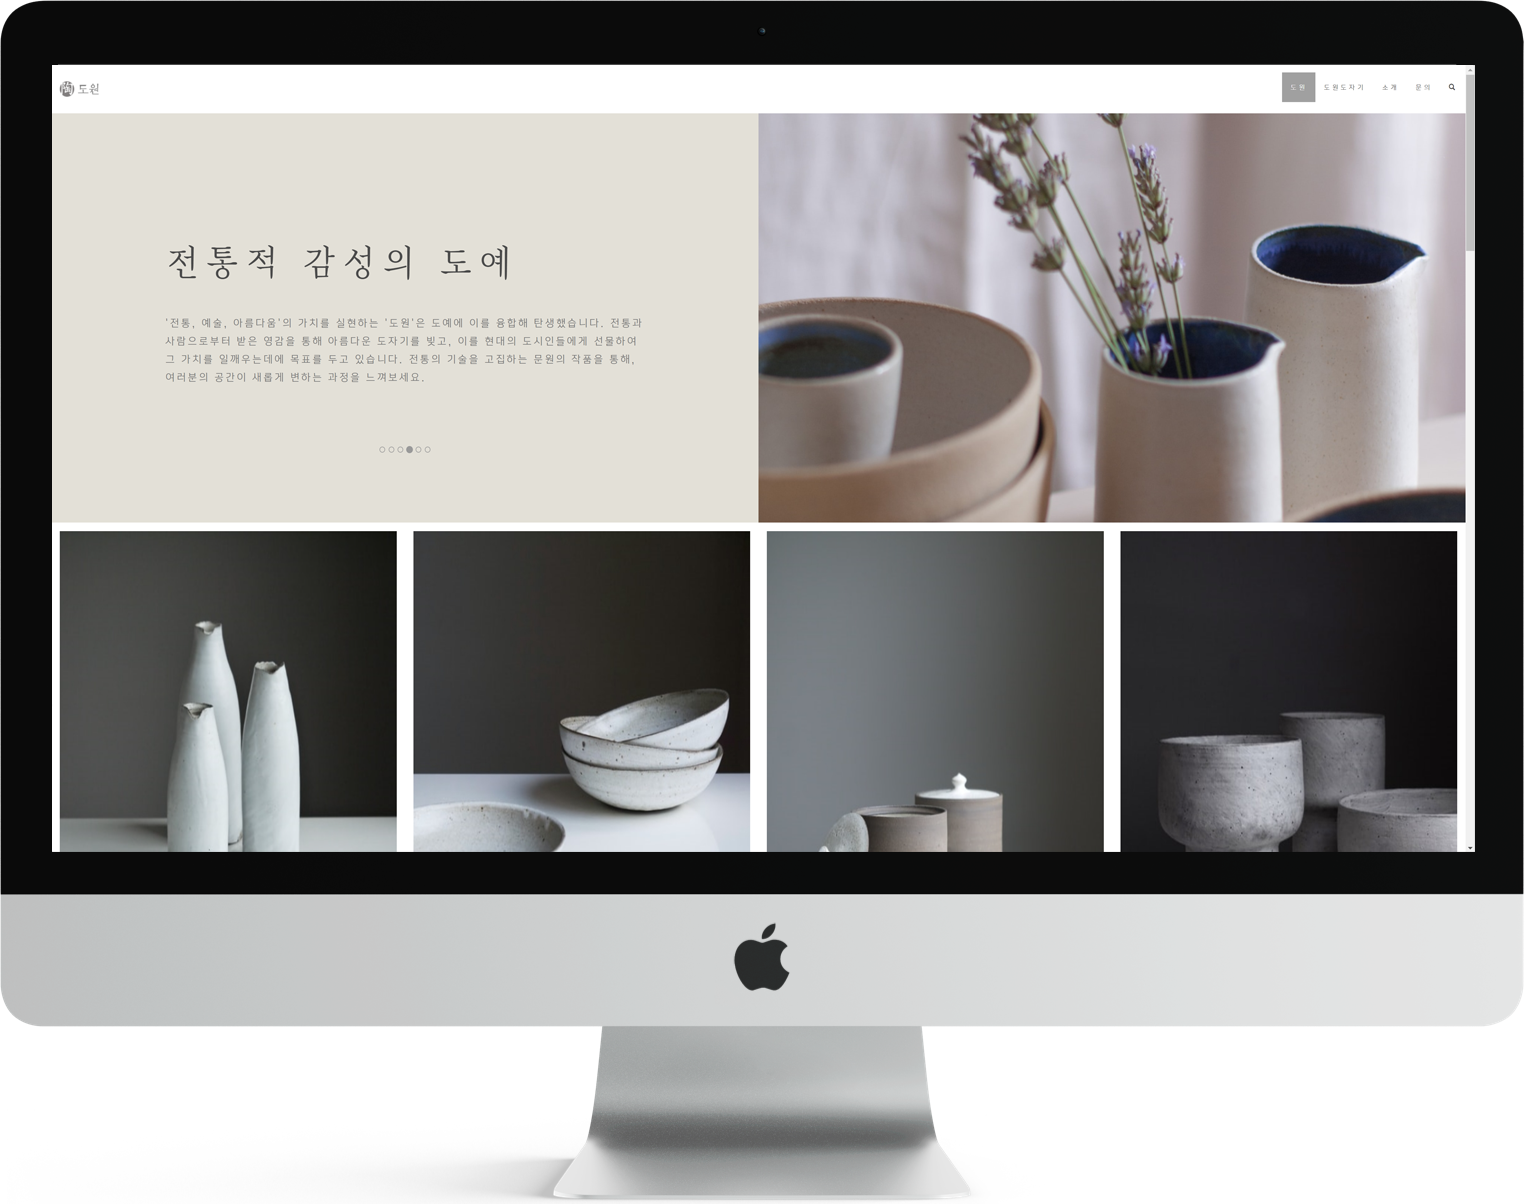 도원
도원 도원도자기 소개 문의
전통적 감성의 도예
'전통, 예술, 아름다움'의 가치를 실현하는 '도원'은 도예에 이를 융합해 탄생했습니다. 전통과
사람으로부터 받은 영감을 통해 아름다운 도자기를 빚고, 이를 현대의 도시인들에게 선물하여
그 가치를 일깨우는데에 목표를 두고 있습니다. 전통의 기술을 고집하는 문원의 작품을 통해,
여러분의 공간이 새롭게 변하는 과정을 느껴보세요.